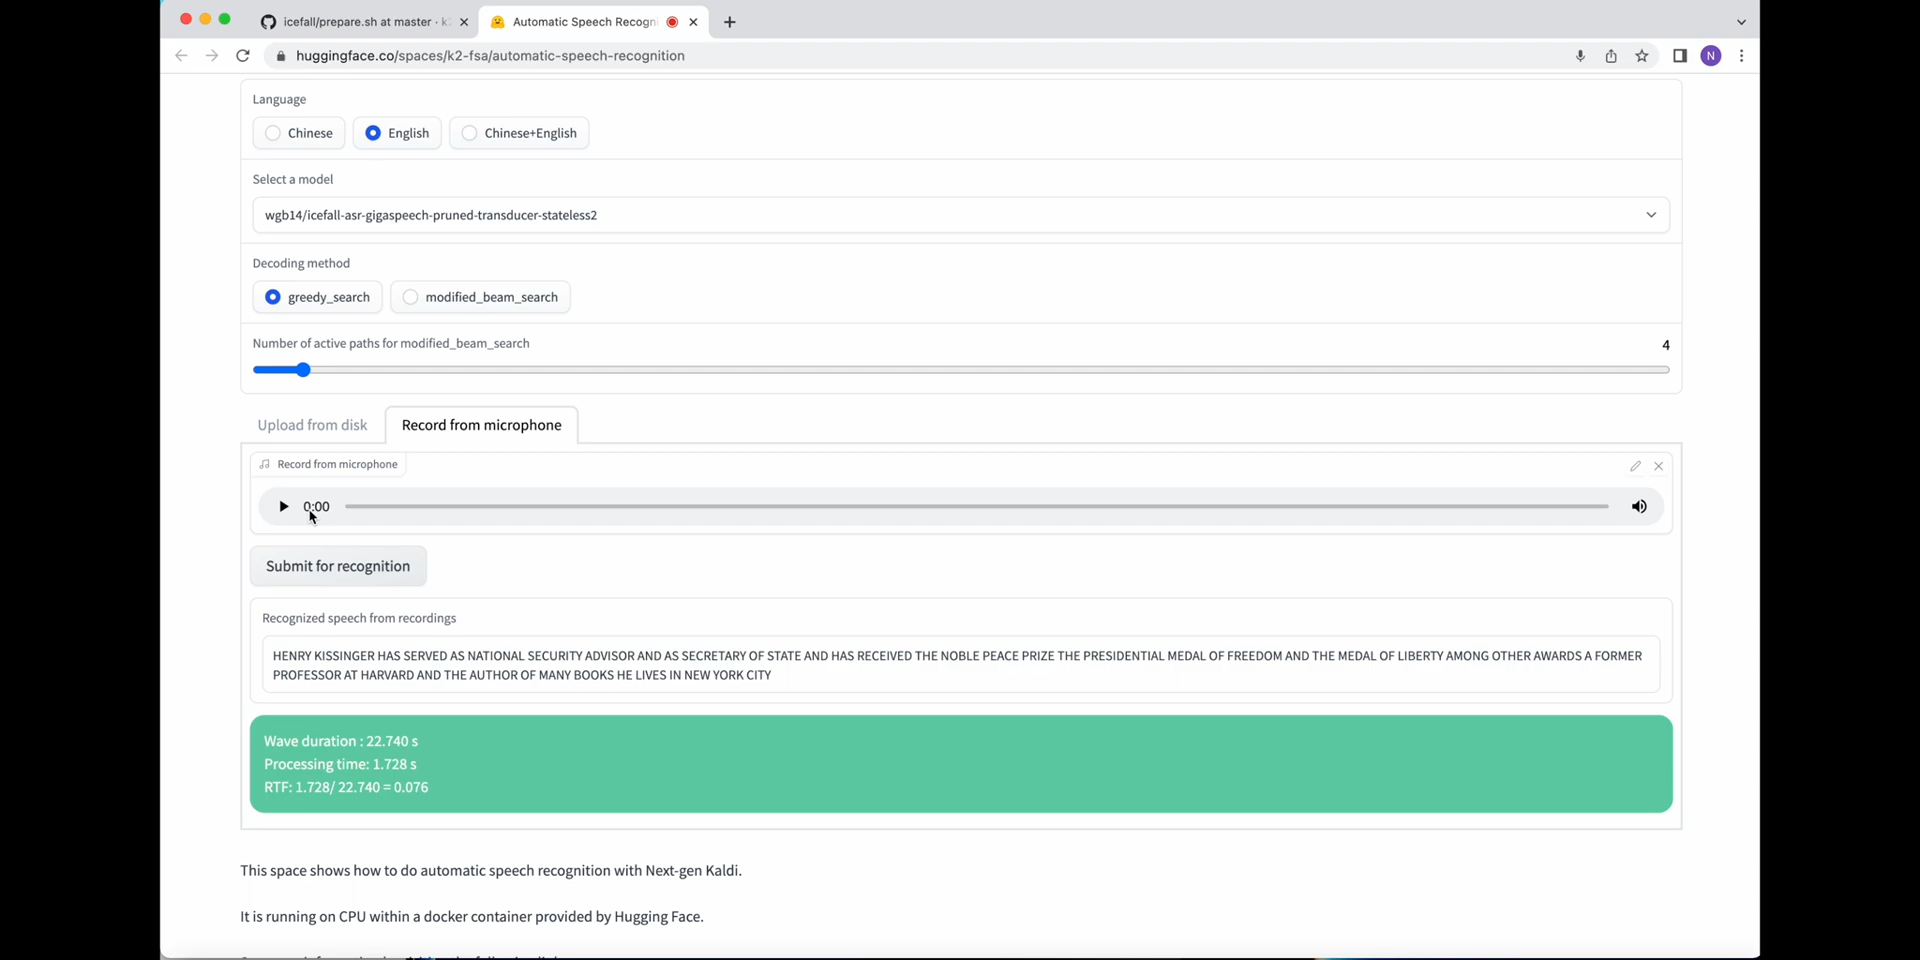 icefall/prepare.sh at master · k
Automatic Speech Recogn
huggingface.co/spaces/k2-fsa/automatic-speech-recognition
N
Language
Chinese
English
Chinese+English
Select a model
wgb14/icefall-asr-gigaspeech-pruned-transducer-stateless2
Decoding method
greedy_search
modified_beam_search
Number of active paths for modified_beam_search
4
Upload from disk
Record from microphone
Record from microphone
0:00
Submit for recognition
Recognized speech from recordings
HENRY KISSINGER HAS SERVED AS NATIONAL SECURITY ADVISOR AND AS SECRETARY OF STATE AND HAS RECEIVED THE NOBLE PEACE PRIZE THE PRESIDENTIAL MEDAL OF FREEDOM AND THE MEDAL OF LIBERTY AMONG OTHER AWARDS A FORMER
PROFESSOR AT HARVARD AND THE AUTHOR OF MANY BOOKS HE LIVES IN NEW YORK CITY
Wave duration : 22.740 s
Processing time: 1.728 s
RTF: 1.728/ 22.740 = 0.076
This space shows how to do automatic speech recognition with Next-gen Kaldi.
It is running on CPU within a docker container provided by Hugging Face.